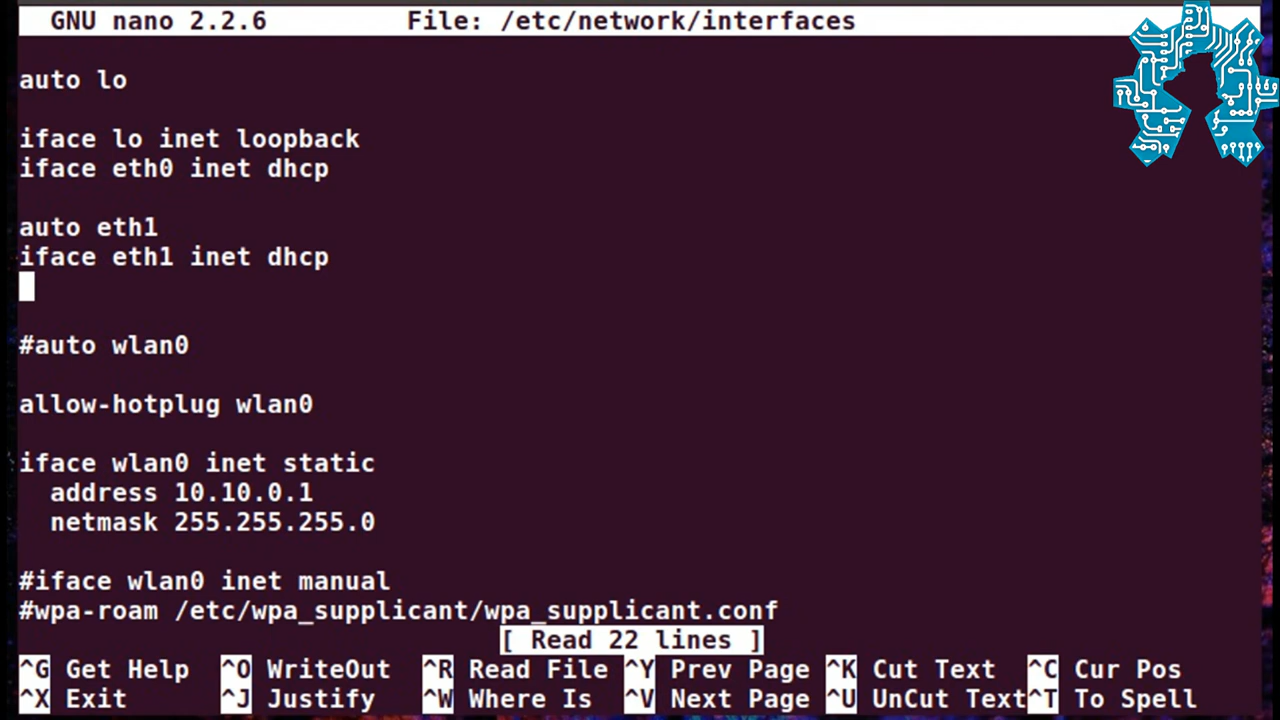 GNU nano 2.2.6 File: /etc/network/interfaces
auto lo
iface lo inet loopback
iface eth0 inet dhcp
auto eth1
iface eth1 inet dhcp
#auto wlan0
allow-hotplug wlan0
iface wlan0 inet static
address 10.10.0.1
netmask 255.255.255.0
#iface wlan0 inet manual
#wpa-roam /etc/wpa_supplicant/wpa_supplicant.conf
[ Read 22 lines ]
^G Get Help ^O WriteOut ^R Read File ^Y Prev Page ^K Cut Text ^C Cur Pos
^X Exit ^J Justify ^W Where Is ^V Next Page ^U UnCut Text ^T To Spell